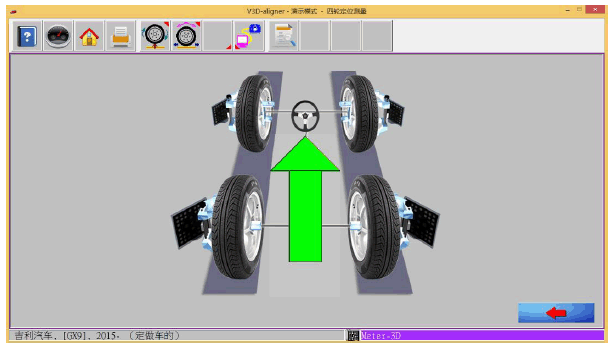 V3D-aligner - 演示模式 - 四轮定位测量
吉利汽车, [GX9], 2015- (定做车的)
Meter-3D